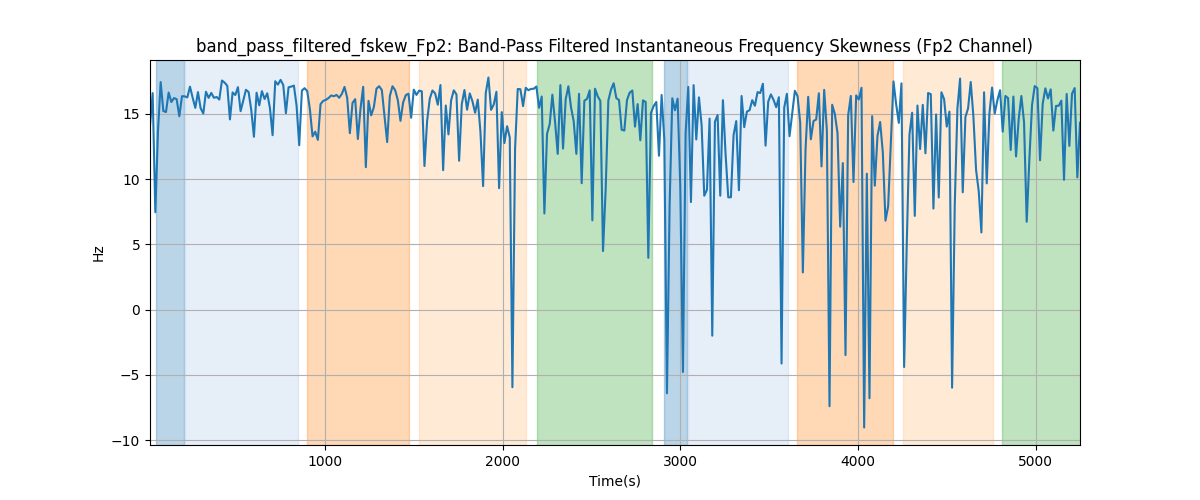 band_pass_filtered_fskew_Fp2: Band-Pass Filtered Instantaneous Frequency Skewness (Fp2 Channel)
15
10
5
0
−5
−10
Hz
1000 2000 3000 4000 5000
Time(s)